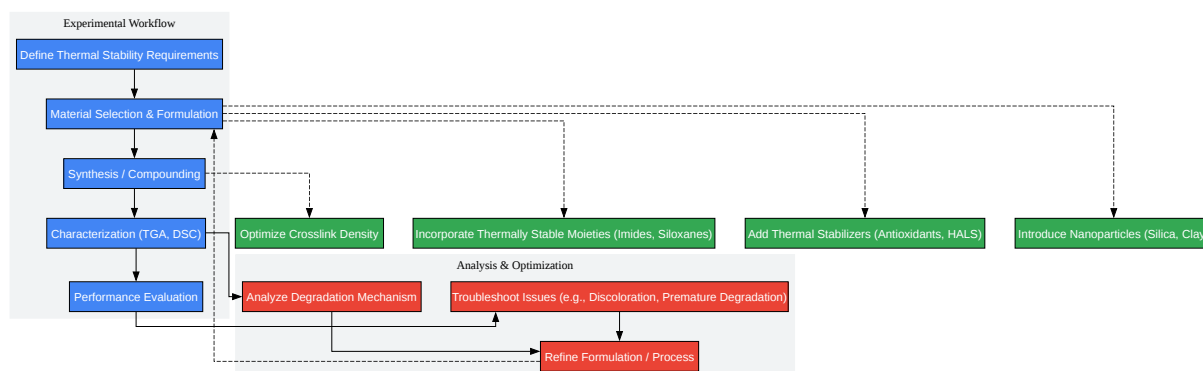 Experimental Workflow
Define Thermal Stability Requirements
Material Selection & Formulation
Synthesis / Compounding
Characterization (TGA, DSC)
Optimize Crosslink Density
Incorporate Thermally Stable Moieties (Imides, Siloxanes)
Add Thermal Stabilizers (Antioxidants, HALS)
Introduce Nanoparticles (Silica, Clay
Analysis & Optimization
Performance Evaluation
Analyze Degradation Mechanism
Troubleshoot Issues (e.g., Discoloration, Premature Degradation)
Refine Formulation / Process